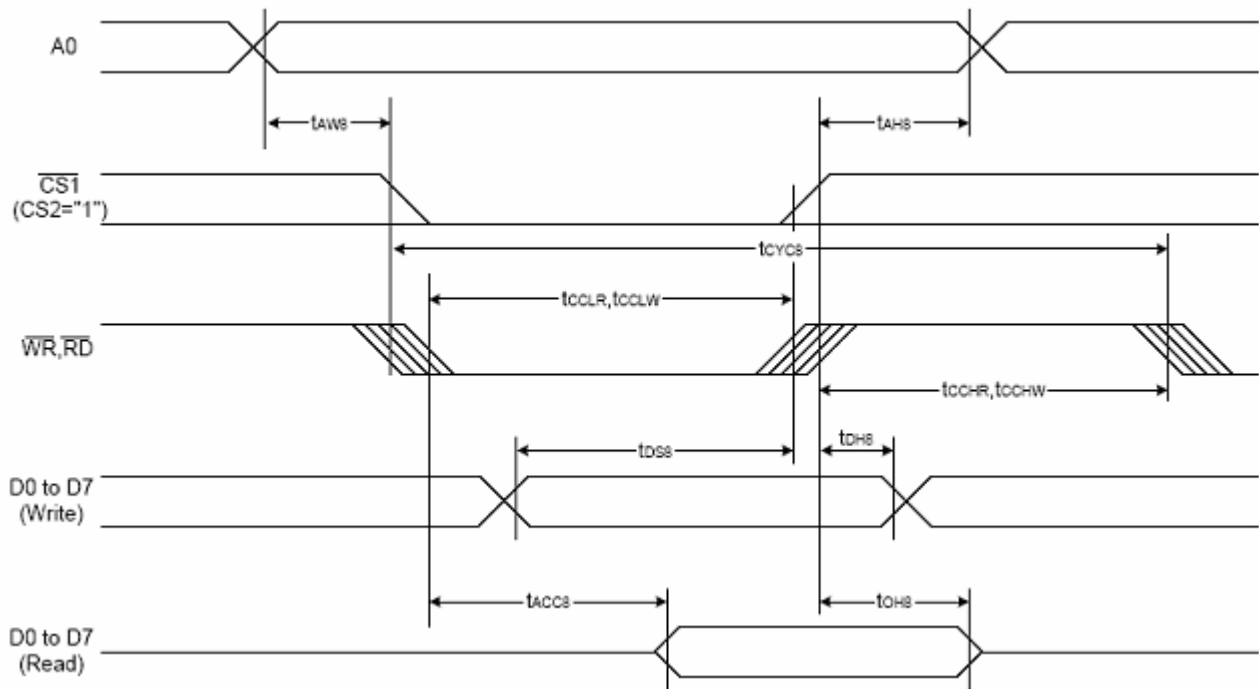 A0
tAW8
tAH8
CS1
(CS2="1")
tCYC8
tCCLR,tCCLW
WR,RD
tCCHR,tCCHW
tDS8
tDH8
D0 to D7
(Write)
tACC8
tOH8
D0 to D7
(Read)